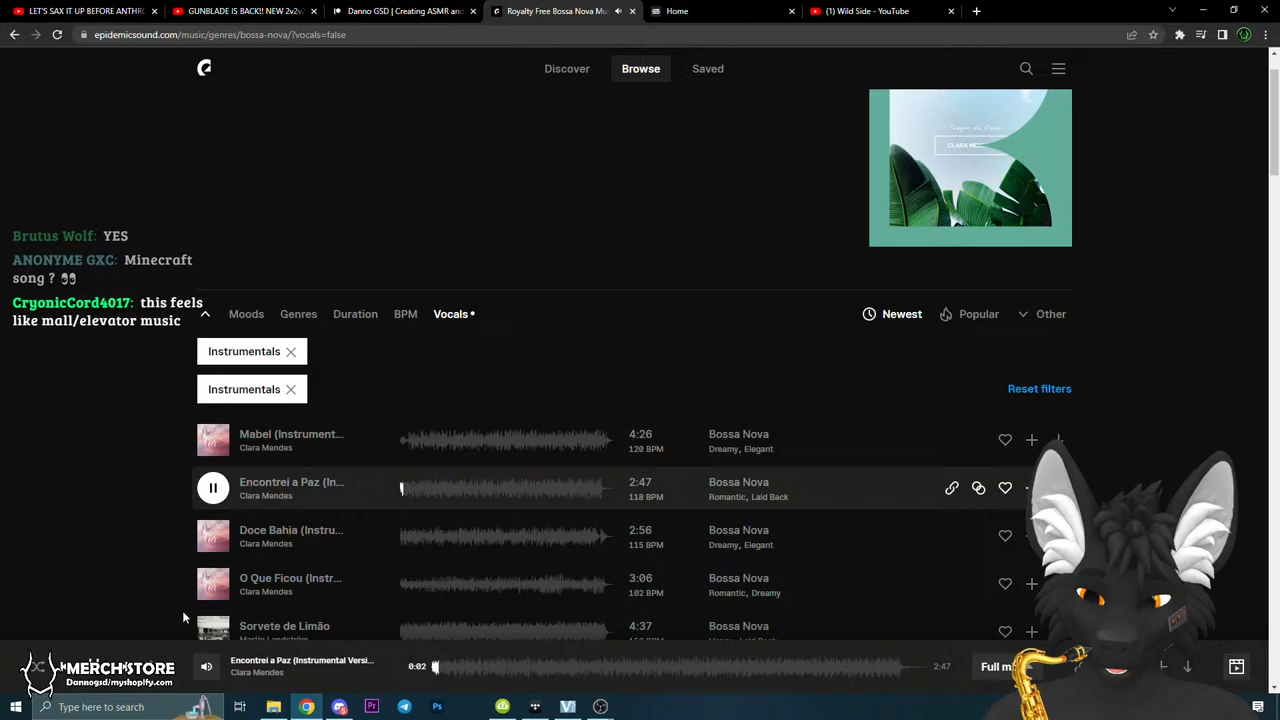 LET'S SAX IT UP BEFORE ANTHRO
GUNBLADE IS BACK!! NEW 2v2v2
Danno GSD | Creating ASMR and
Royalty Free Bossa Nova Mu
Home
(1) Wild Side - YouTube
epidemicsound.com/music/genres/bossa-nova/?vocals=false
Discover
Browse
Saved
Brutus Wolf: YES
ANONYME GXC: Minecraft
song ?
CryonicCord4017: this feels
like mall/elevator music
Moods
Genres
Duration
BPM
Vocals
Newest
Popular
Other
Instrumentals
Instrumentals
Reset filters
Mabel (Instrument...
Clara Mendes
4:26
120 BPM
Bossa Nova
Dreamy, Elegant
Encontrei a Paz (In...
Clara Mendes
2:47
118 BPM
Bossa Nova
Romantic, Laid Back
Doce Bahia (Instru...
Clara Mendes
2:56
115 BPM
Bossa Nova
Dreamy, Elegant
O Que Ficou (Instr...
Clara Mendes
3:06
102 BPM
Bossa Nova
Romantic, Dreamy
Sorvete de Limão
4:37
Bossa Nova
MERCH STORE
Dannogsd/myshopify.com
Encontrei a Paz (Instrumental Versi...
Clara Mendes
0:02
2:47
Full m
Type here to search